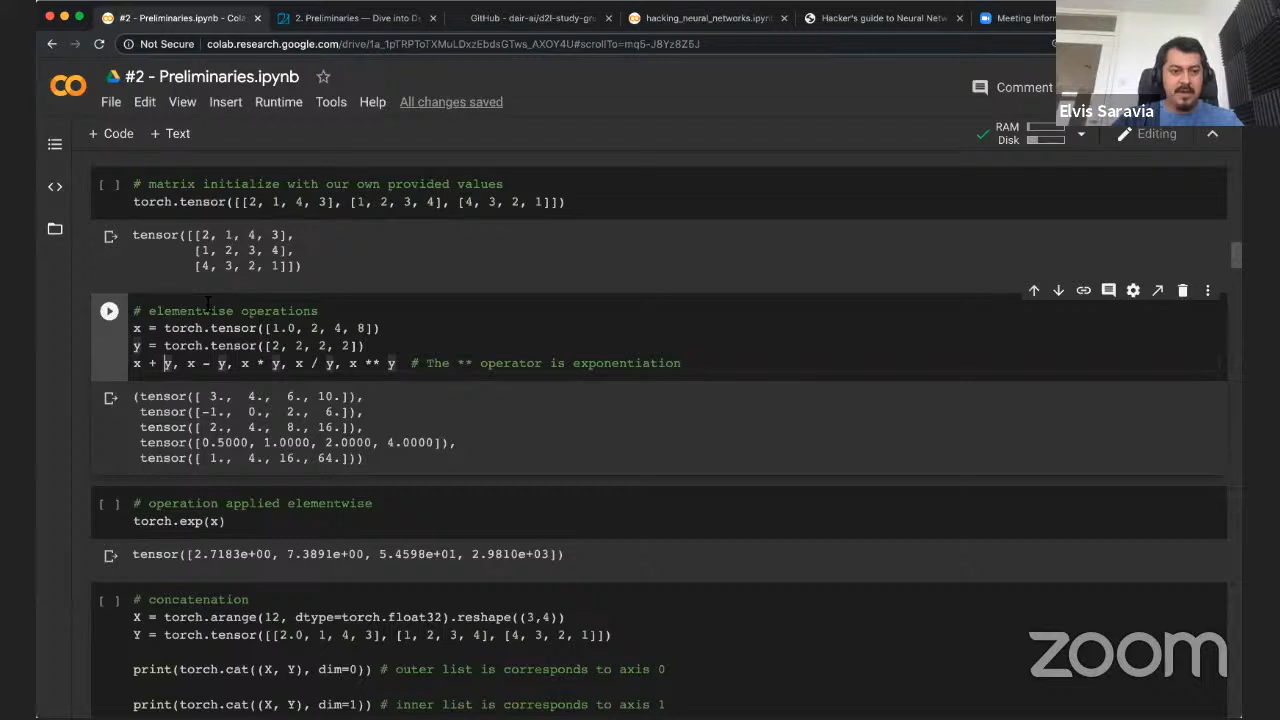 #2 - Preliminaries.ipynb - Cola
2. Preliminaries — Dive into D
GitHub - dair-ai/d2l-study-gr
hacking_neural_networks.ipyn
Hacker's guide to Neural Net
Meeting Infor
Not Secure
colab.research.google.com/drive/1a_1pTRPToTXMuLDxzEbdsGTws_AXOY4U#scrollTo=mq5-J8Yz8Z5J
#2 - Preliminaries.ipynb
Comment
Elvis Saravia
File Edit View Insert Runtime Tools Help All changes saved
+ Code + Text
RAM
Disk
Editing
[ ] # matrix initialize with our own provided values
torch.tensor([[2, 1, 4, 3], [1, 2, 3, 4], [4, 3, 2, 1]])
tensor([[2, 1, 4, 3],
[1, 2, 3, 4],
[4, 3, 2, 1]])
# elementwise operations
x = torch.tensor([1.0, 2, 4, 8])
y = torch.tensor([2, 2, 2, 2])
x + y, x - y, x * y, x / y, x ** y # The ** operator is exponentiation
(tensor([ 3., 4., 6., 10.]),
tensor([-1., 0., 2., 6.]),
tensor([ 2., 4., 8., 16.]),
tensor([0.5000, 1.0000, 2.0000, 4.0000]),
tensor([ 1., 4., 16., 64.]))
[ ] # operation applied elementwise
torch.exp(x)
tensor([2.7183e+00, 7.3891e+00, 5.4598e+01, 2.9810e+03])
[ ] # concatenation
X = torch.arange(12, dtype=torch.float32).reshape((3,4))
Y = torch.tensor([[2.0, 1, 4, 3], [1, 2, 3, 4], [4, 3, 2, 1]])
print(torch.cat((X, Y), dim=0)) # outer list is corresponds to axis 0
print(torch.cat((X, Y), dim=1)) # inner list is corresponds to axis 1
zoom